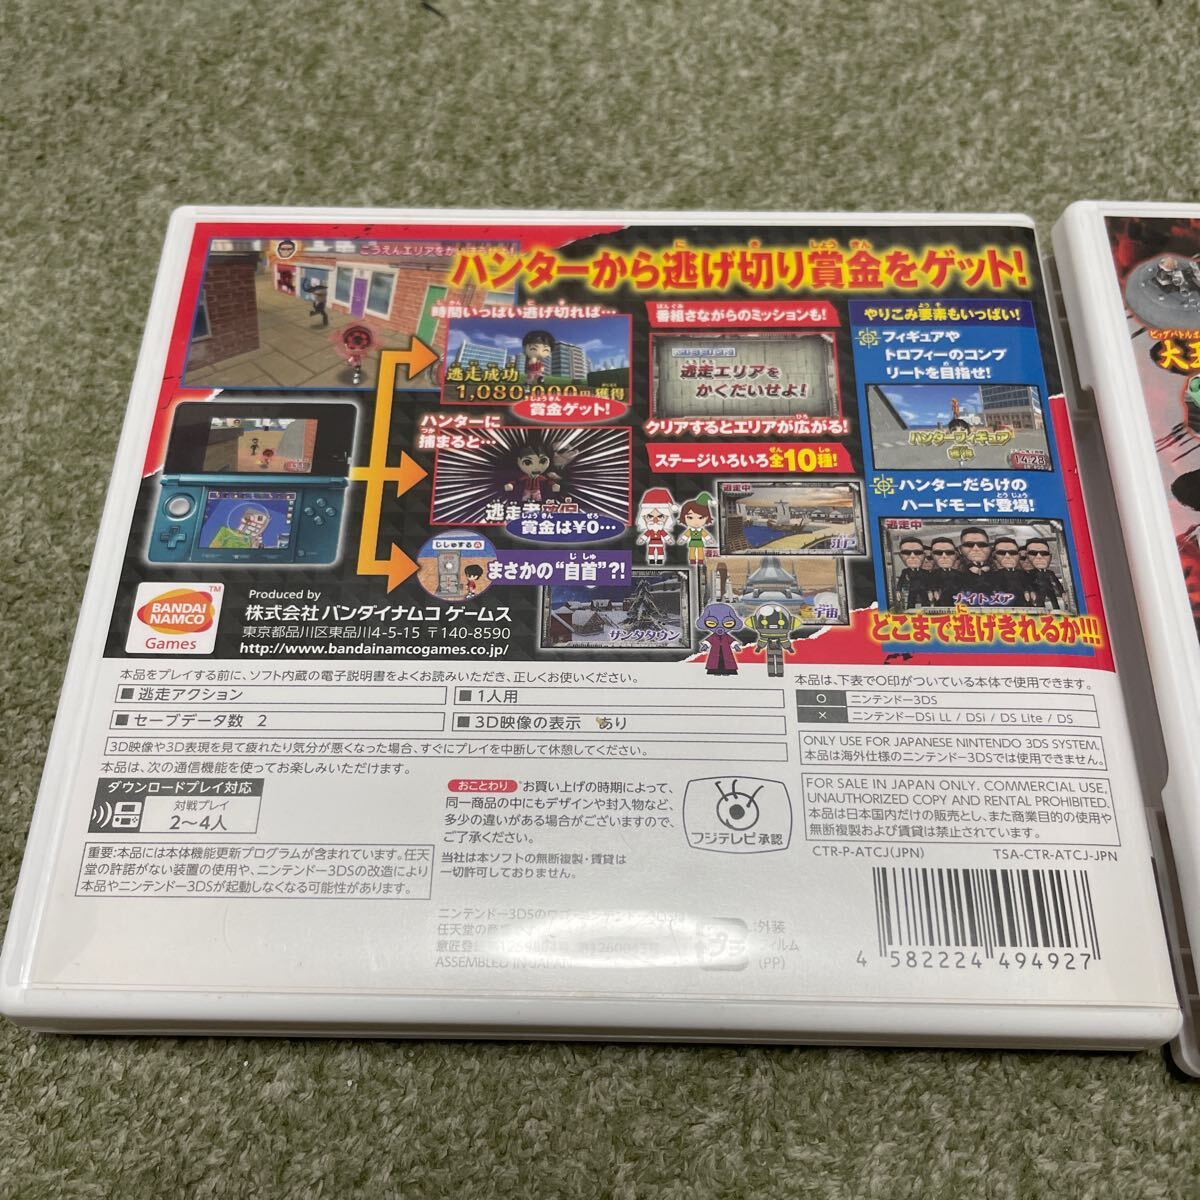 ハンターから逃げ切り賞金をゲット!
時間いっぱい逃げ切れば…
逃走成功
1,080,000円獲得
賞金ゲット!
ハンターに
捕まると…
賞金は¥0…
じしゅする
まさかの"自首"?!
番組さながらのミッションも!
逃走エリアを
かくだいせよ!
クリアするとエリアが広がる!
ステージいろいろ全10種!
逃走中
江戸
宇宙
サンタタウン
やりこみ要素もいっぱい!
フィギュアや
トロフィーのコンプ
リートを目指せ!
ハンターフィギュア
獲得
14:28
ハンターだらけの
ハードモード登場!
逃走中
ナイトメア
どこまで逃げきれるか!!!
BANDAI
NAMCO
Games
TM
Produced by
株式会社 バンダイナムコ ゲームス
東京都品川区東品川4-5-15 〒140-8590
http://www.bandainamcogames.co.jp/
本品をプレイする前に、ソフト内蔵の電子説明書をよくお読みいただき、正しくお使いください。
■ 逃走アクション
■ 1人用
■ セーブデータ数 2
■ 3D映像の表示 あり
3D映像や3D表現を見て疲れたり気分が悪くなった場合、すぐにプレイを中断して休憩してください。
本品は、次の通信機能を使ってお楽しみいただけます。
ダウンロードプレイ対応
対戦プレイ
2〜4人
重要:本品には本体機能更新プログラムが含まれています。任天
堂の許諾がない装置の使用や、ニンテンドー3DSの改造により
本品やニンテンドー3DSが起動しなくなる可能性があります。
おことわり お買い上げの時期によって、
同一商品の中にもデザインや封入物など、
多少の違いがある場合がございますので、
ご了承ください。
当社は本ソフトの無断複製・賃貸は
一切許可しておりません。
フジテレビ承認
本品は、下表で○印がついている本体で使用できます。
○ ニンテンドー3DS
× ニンテンドーDSi LL / DSi / DS Lite / DS
ONLY USE FOR JAPANESE NINTENDO 3DS SYSTEM.
本品は海外仕様のニンテンドー3DSでは使用できません。
FOR SALE IN JAPAN ONLY. COMMERCIAL USE,
UNAUTHORIZED COPY AND RENTAL PROHIBITED.
本品は日本国内だけの販売とし、また商業目的の使用や
無断複製および賃貸は禁止されています。
CTR-P-ATCJ(JPN)
TSA-CTR-ATCJ-JPN
ニンテンドー3DSの
任天堂の
意匠登
ASSEMBLED IN JAPAN
プラ
:外装
フィルム
(PP)
4 582224 494927